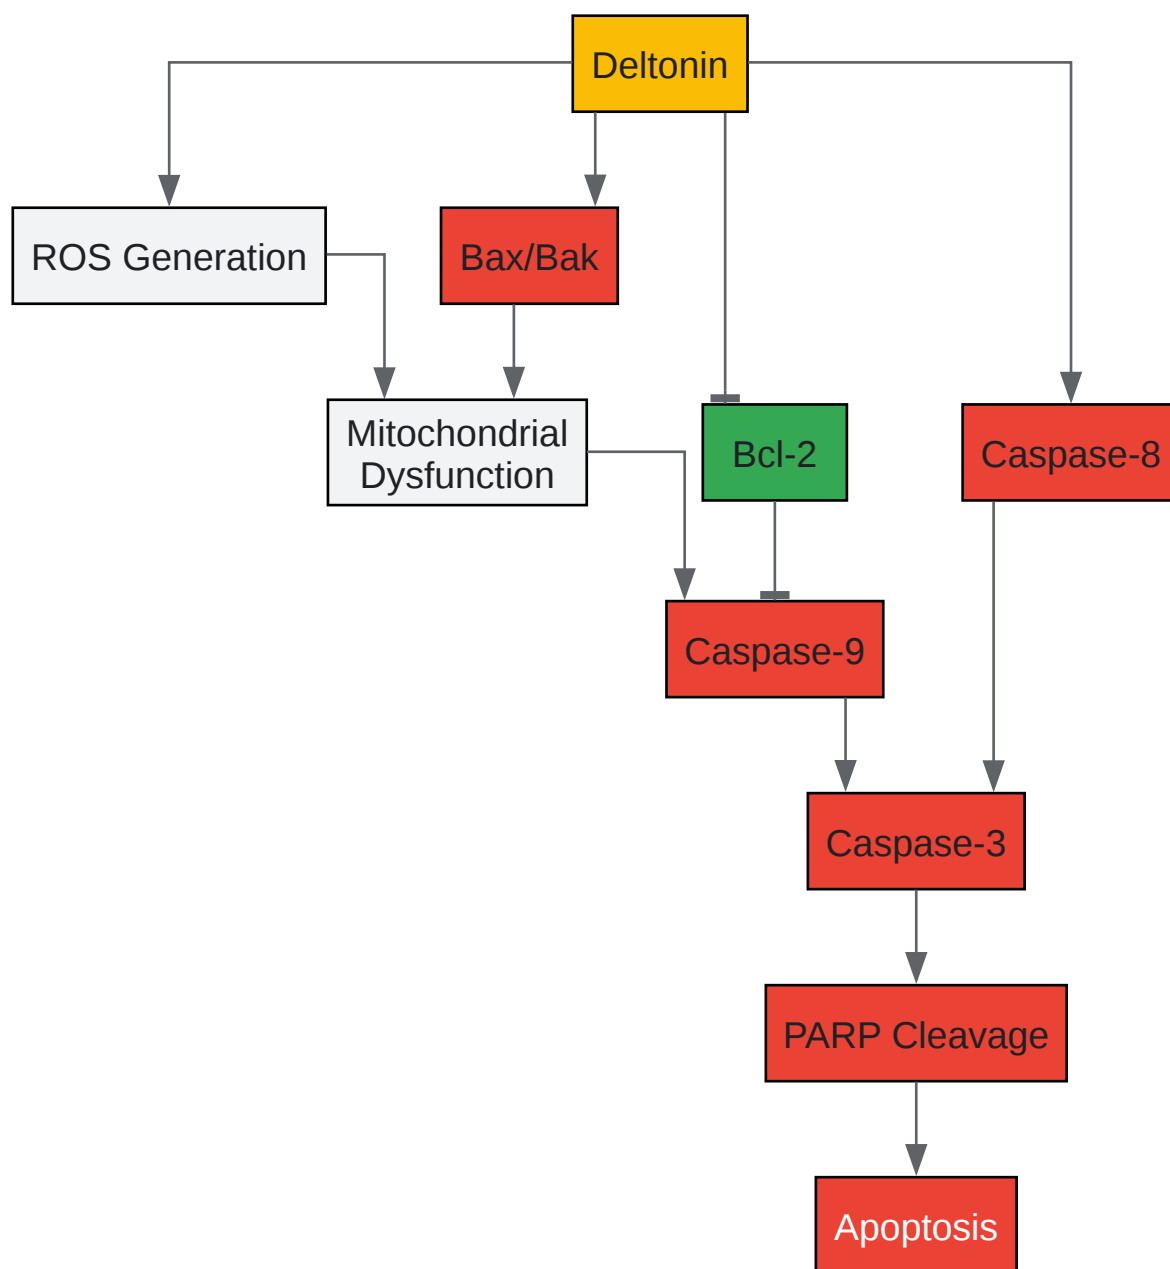 Deltonin
ROS Generation
Bax/Bak
Mitochondrial
Dysfunction
Bcl-2
Caspase-8
Caspase-9
Caspase-3
PARP Cleavage
Apoptosis